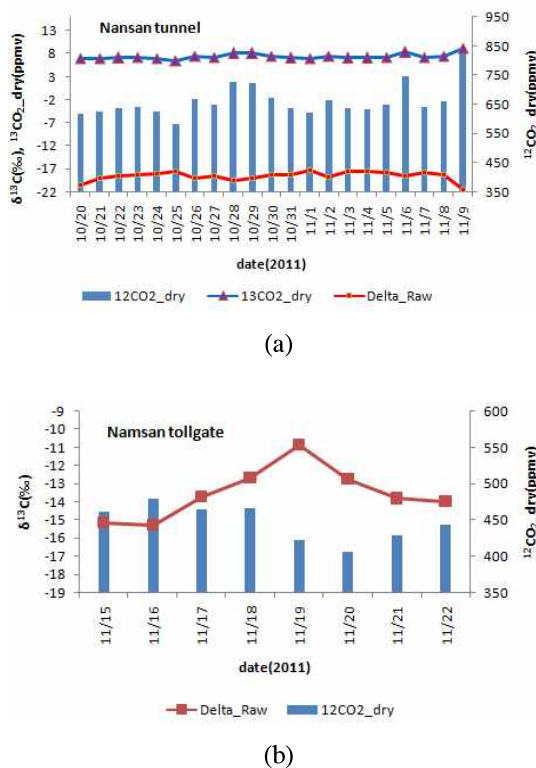 Nansan tunnel
13
8
3
-2
-7
-12
-17
-22
δ¹³C(‰), ¹³CO₂_dry(ppmv)
950
850
750
650
550
450
350
¹²CO₂_dry(ppmv)
10/20 10/21 10/22 10/23 10/24 10/25 10/26 10/27 10/28 10/29 10/30 10/31 11/1 11/2 11/3 11/4 11/5 11/6 11/7 11/8 11/9
date(2011)
12CO2_dry 13CO2_dry Delta_Raw
(a)
Namsan tollgate
-9
-10
-11
-12
-13
-14
-15
-16
-17
-18
-19
δ¹³C(‰)
600
550
500
450
400
350
¹²CO₂_dry(ppmv)
11/15 11/16 11/17 11/18 11/19 11/20 11/21 11/22
date(2011)
Delta_Raw 12CO2_dry
(b)